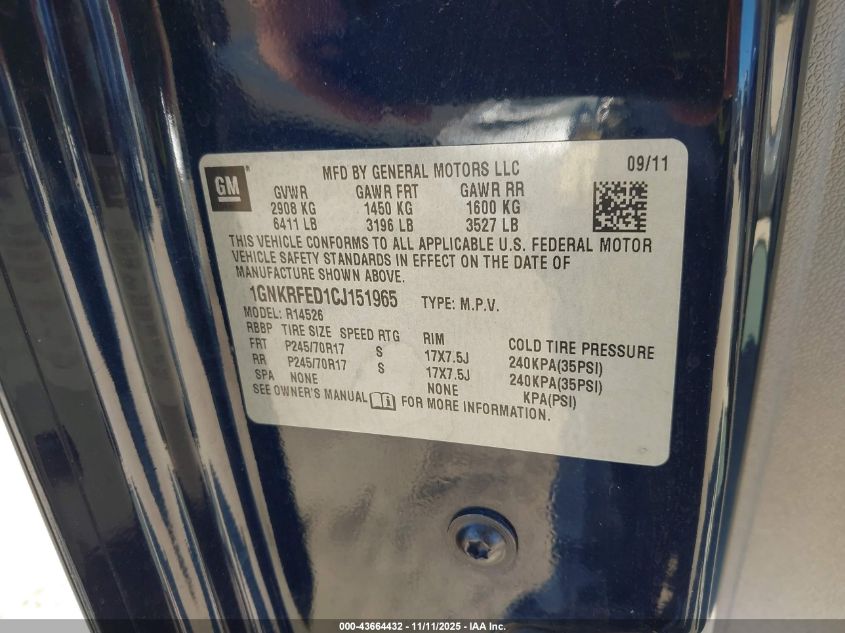 GM ®
MFD BY GENERAL MOTORS LLC 09/11
GVWR GAWR FRT GAWR RR
2908 KG 1450 KG 1600 KG
6411 LB 3196 LB 3527 LB
THIS VEHICLE CONFORMS TO ALL APPLICABLE U.S. FEDERAL MOTOR
VEHICLE SAFETY STANDARDS IN EFFECT ON THE DATE OF
MANUFACTURE SHOWN ABOVE.
1GNKRFED1CJ151965 TYPE: M.P.V.
MODEL: R14526
RBBP TIRE SIZE SPEED RTG RIM COLD TIRE PRESSURE
FRT P245/70R17 S 17X7.5J 240KPA(35PSI)
RR P245/70R17 S 17X7.5J 240KPA(35PSI)
SPA NONE NONE KPA(PSI)
SEE OWNER'S MANUAL FOR MORE INFORMATION.
000-43664432 - 11/11/2025 - IAA Inc.